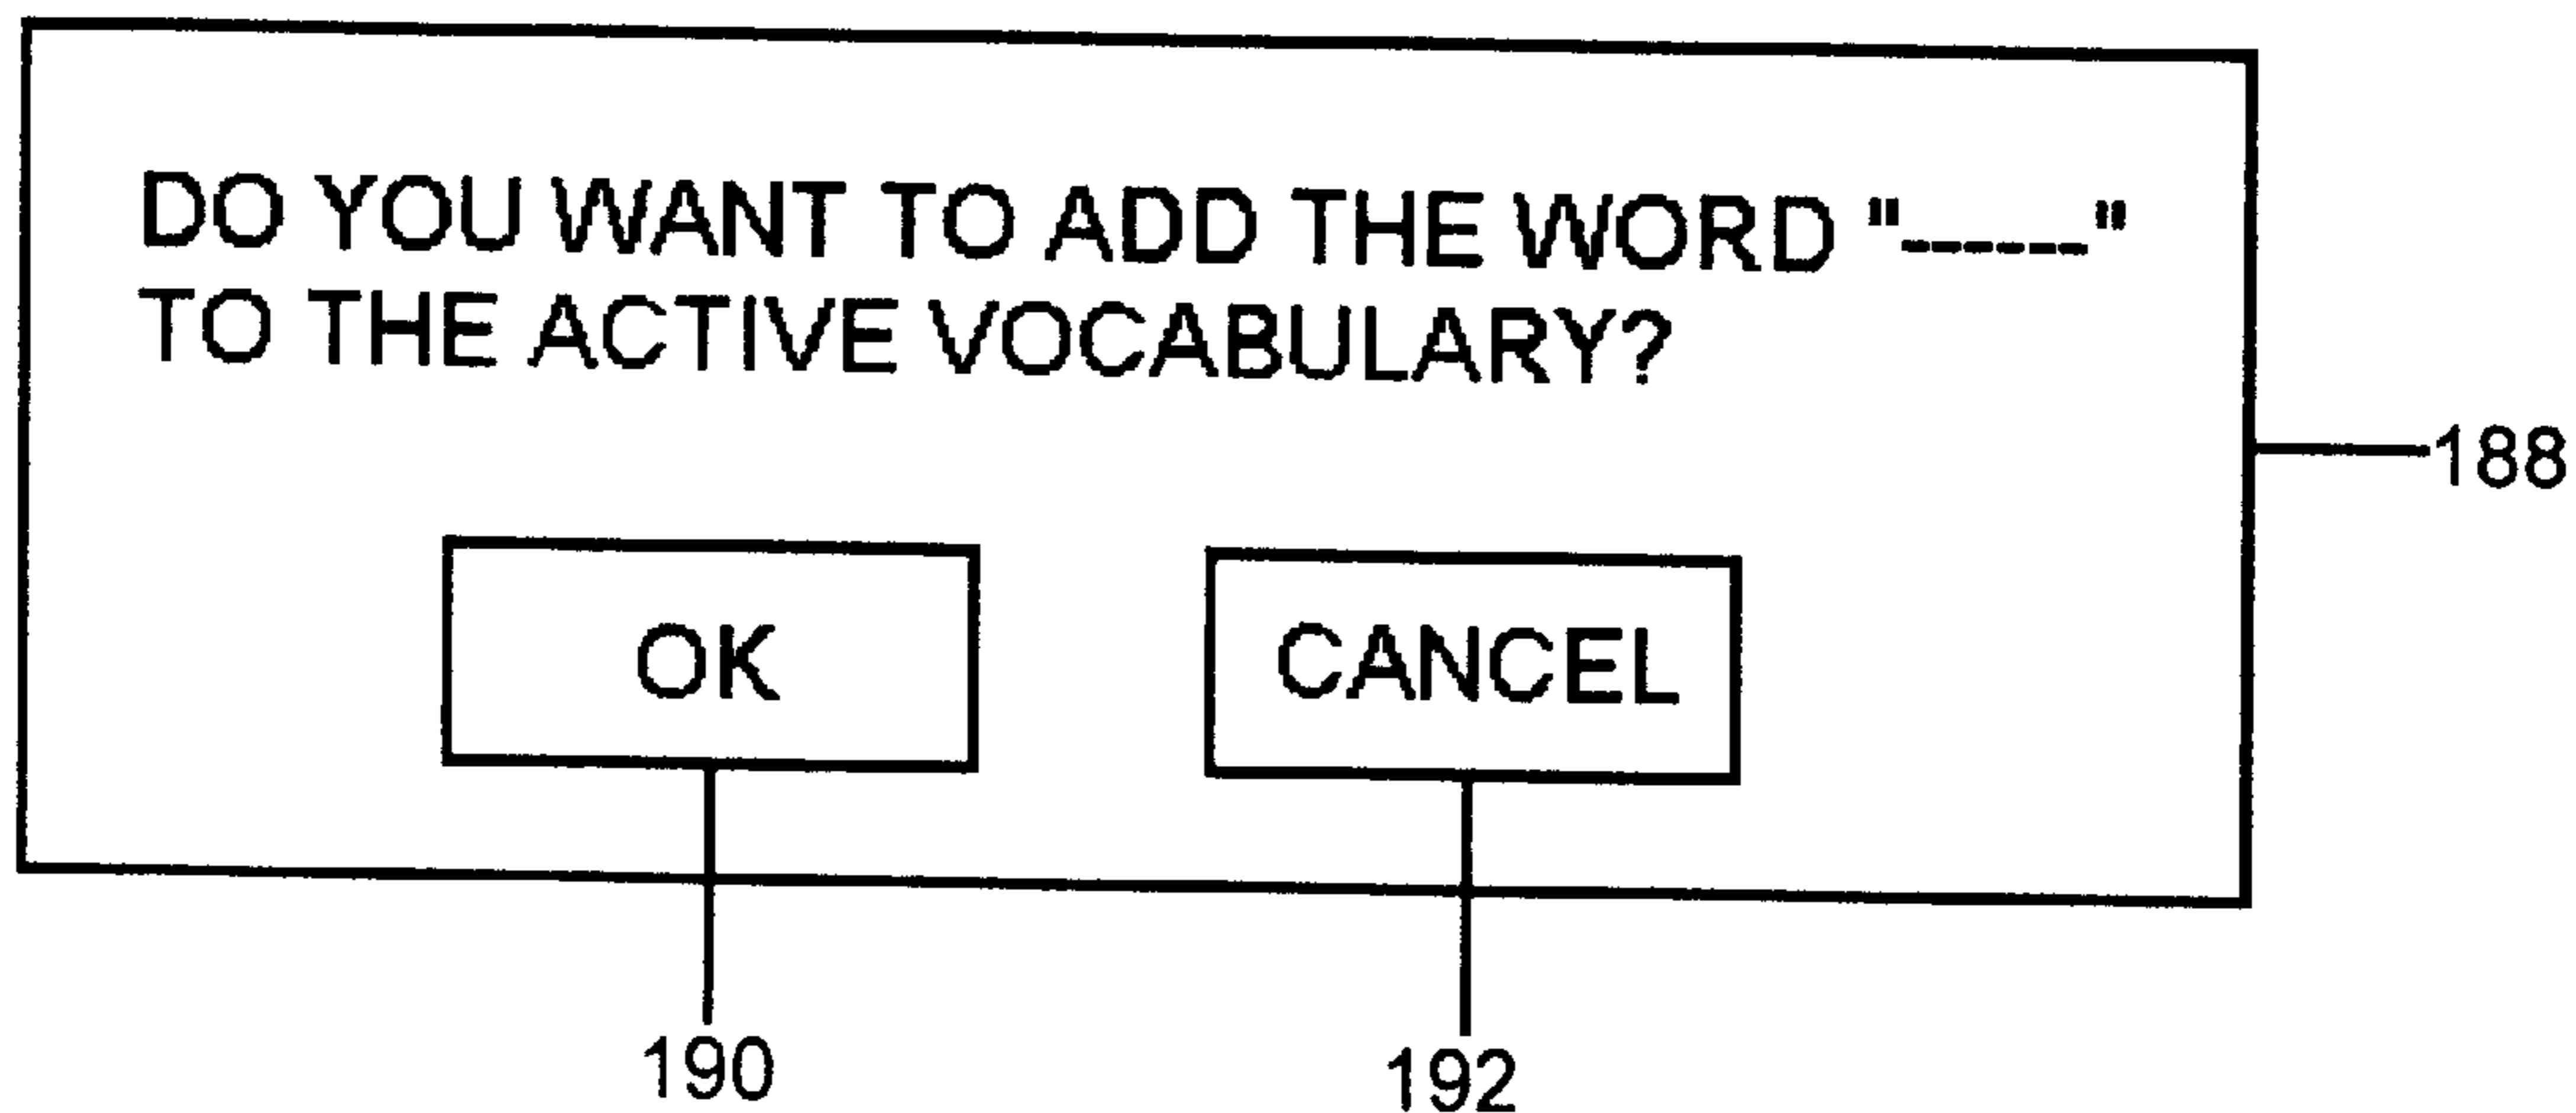 DO YOU WANT TO ADD THE WORD "------"
TO THE ACTIVE VOCABULARY?
188
OK
CANCEL
190
192